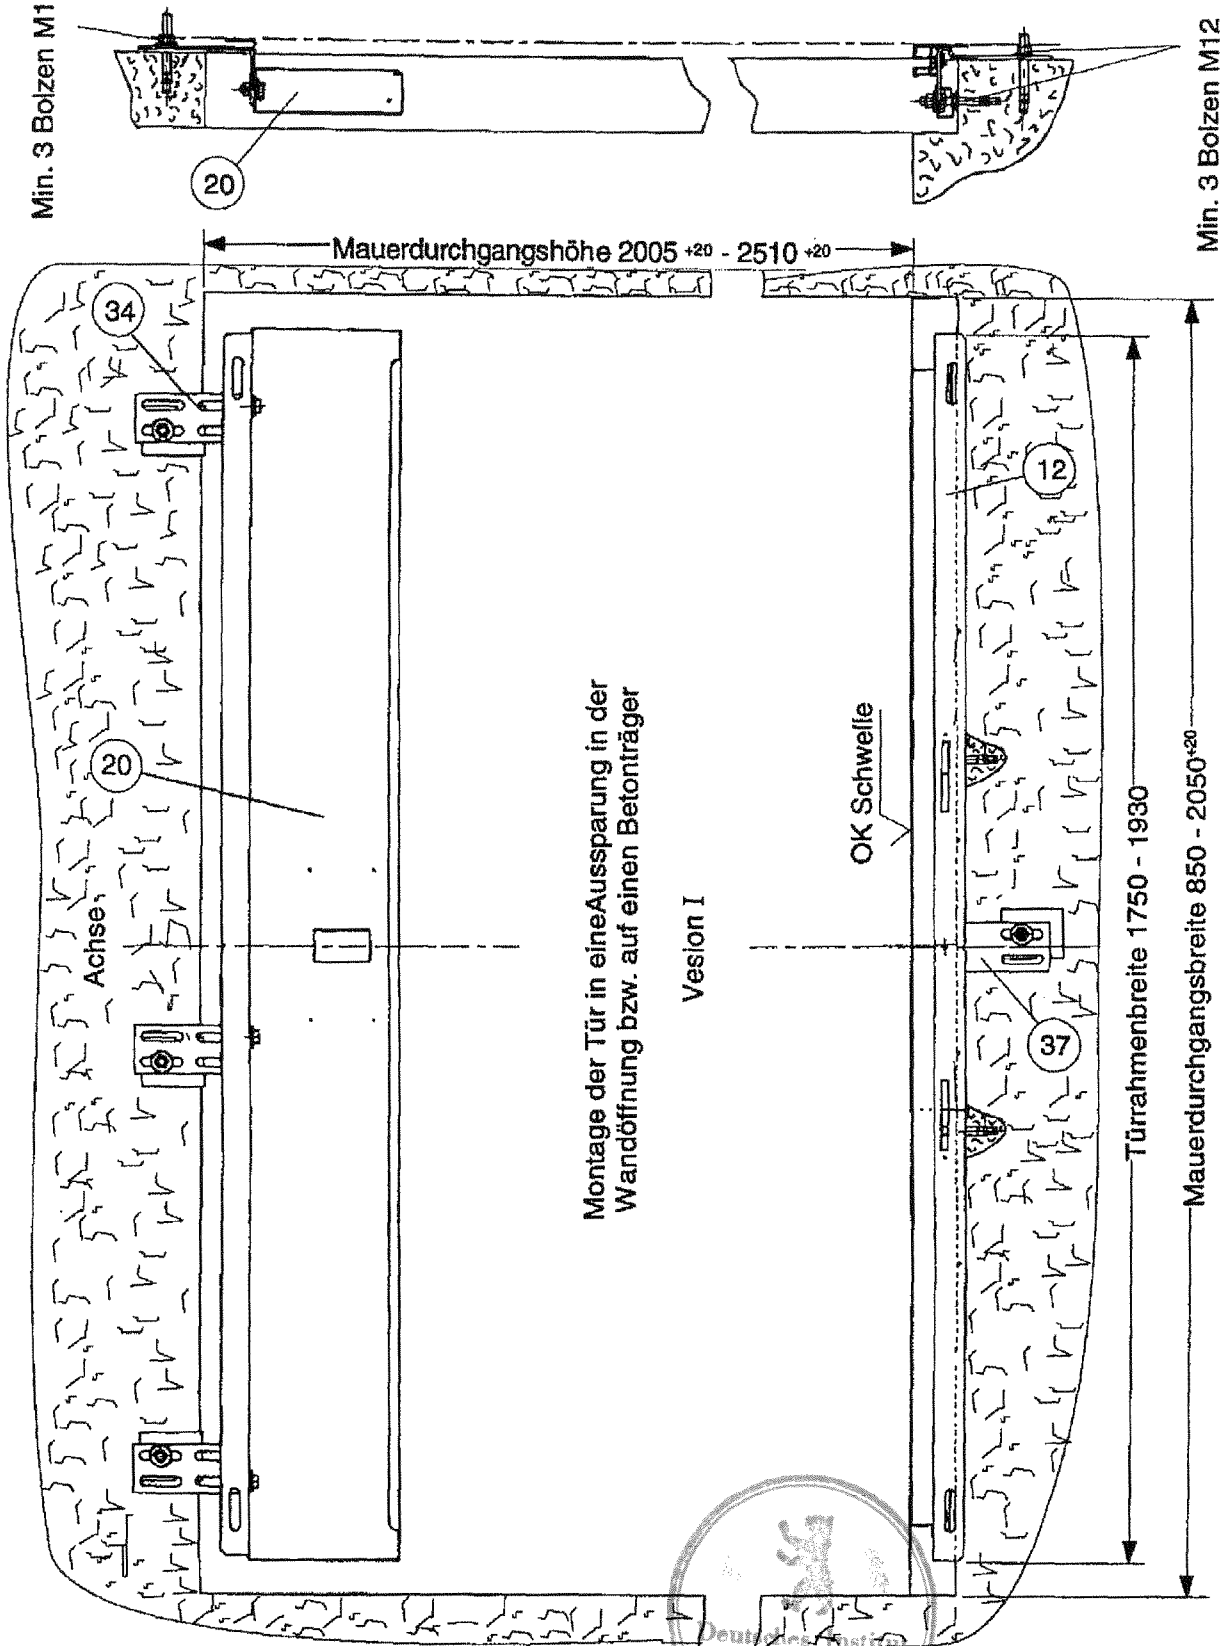 Min. 3 Bolzen M1
20
Min. 3 Bolzen M12
Mauerdurchgangshöhe 2005 +20 - 2510 +20
34
20
Achse
12
Montage der Tür in eineAussparung in der
Wandöffnung bzw. auf einen Betonträger
Vesion I
OK Schwelle
37
Türrahmenbreite 1750 - 1930
Mauerdurchgangsbreite 850 - 2050+20
Deutsches Institut